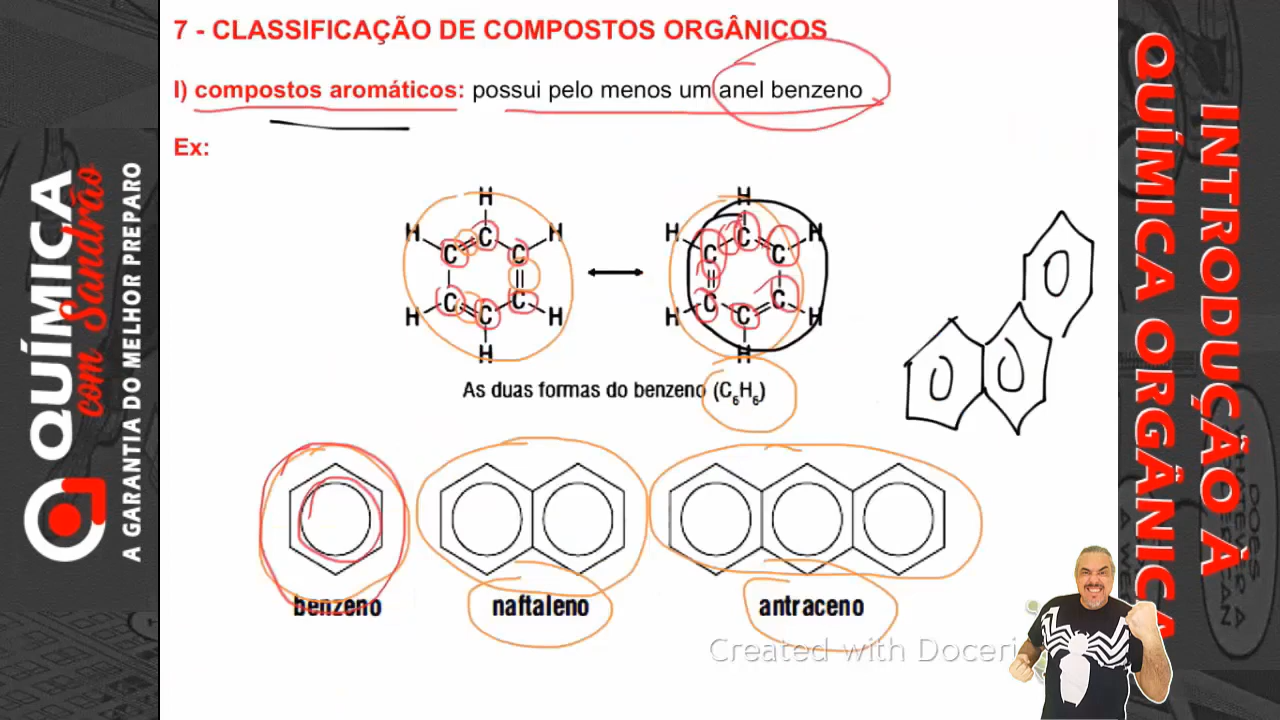 7 - CLASSIFICAÇÃO DE COMPOSTOS ORGÂNICOS
I) compostos aromáticos: possui pelo menos um anel benzeno
Ex:
H
H H
C
C C
C C
C
H H
H
H
H H
C
C C
C C
C
H H
H
As duas formas do benzeno (C₆H₆)
benzeno naftaleno antraceno
Created with Doceri
QUÍMICA
com Sandrão
A GARANTIA DO MELHOR PREPARO
INTRODUÇÃO À
QUÍMICA ORGÂNICA